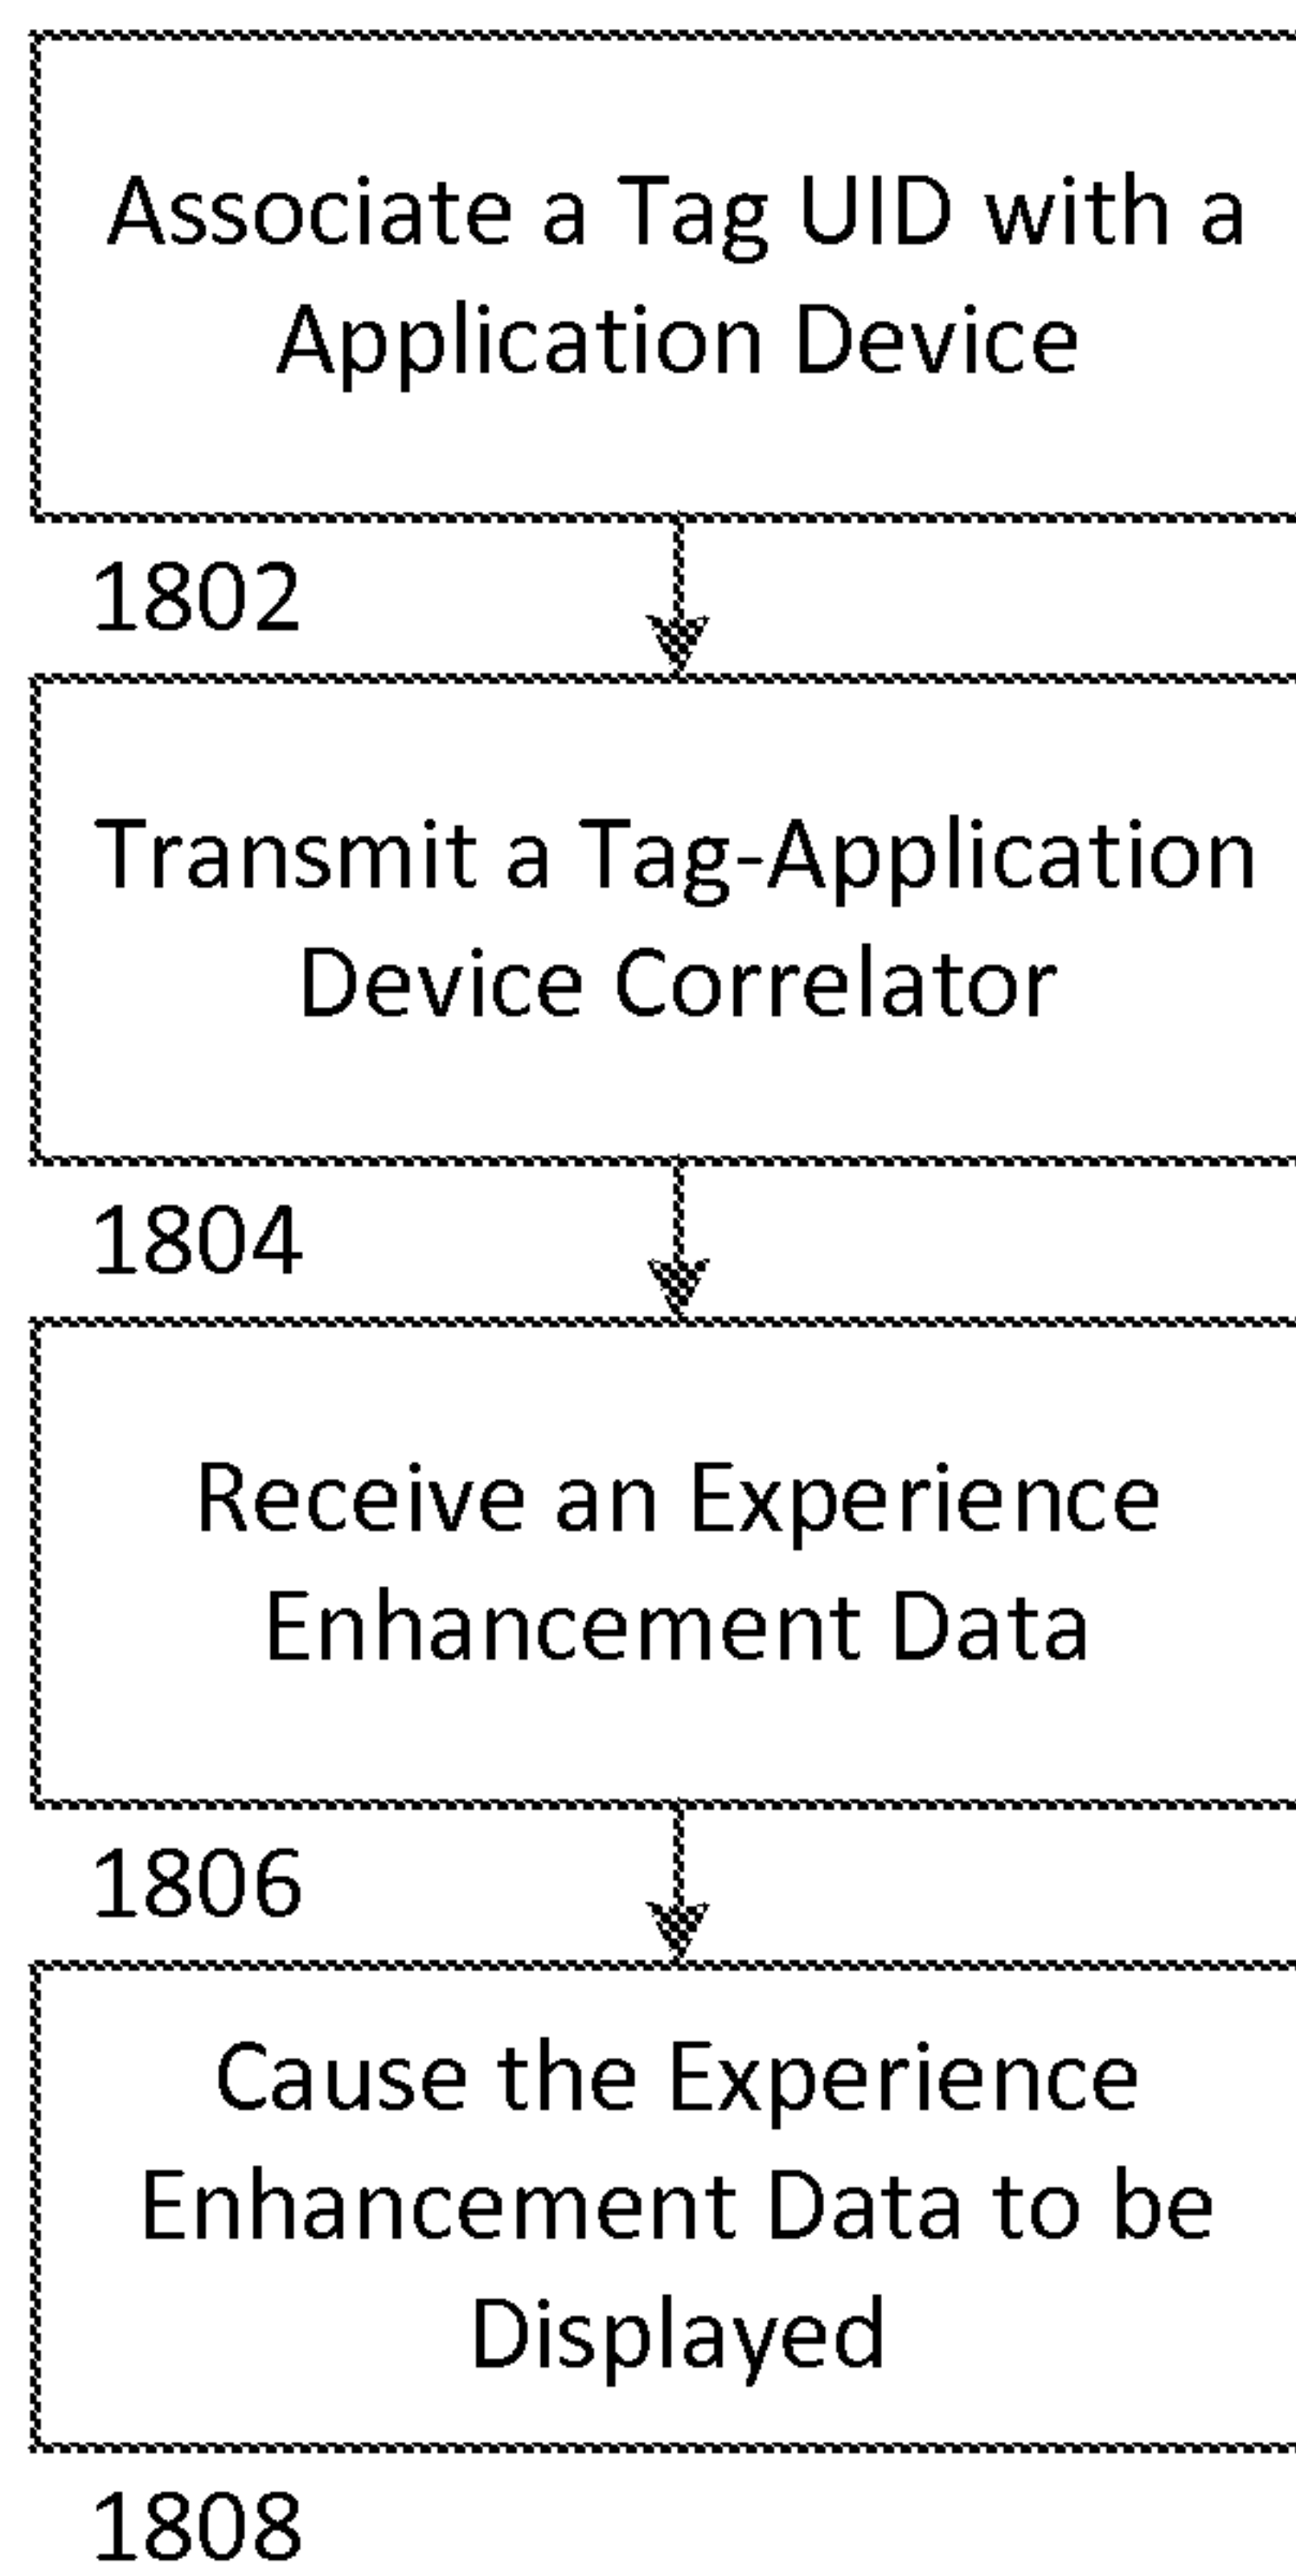 Associate a Tag UID with a
Application Device
1802
Transmit a Tag-Application
Device Correlator
1804
Receive an Experience
Enhancement Data
1806
Cause the Experience
Enhancement Data to be
Displayed
1808